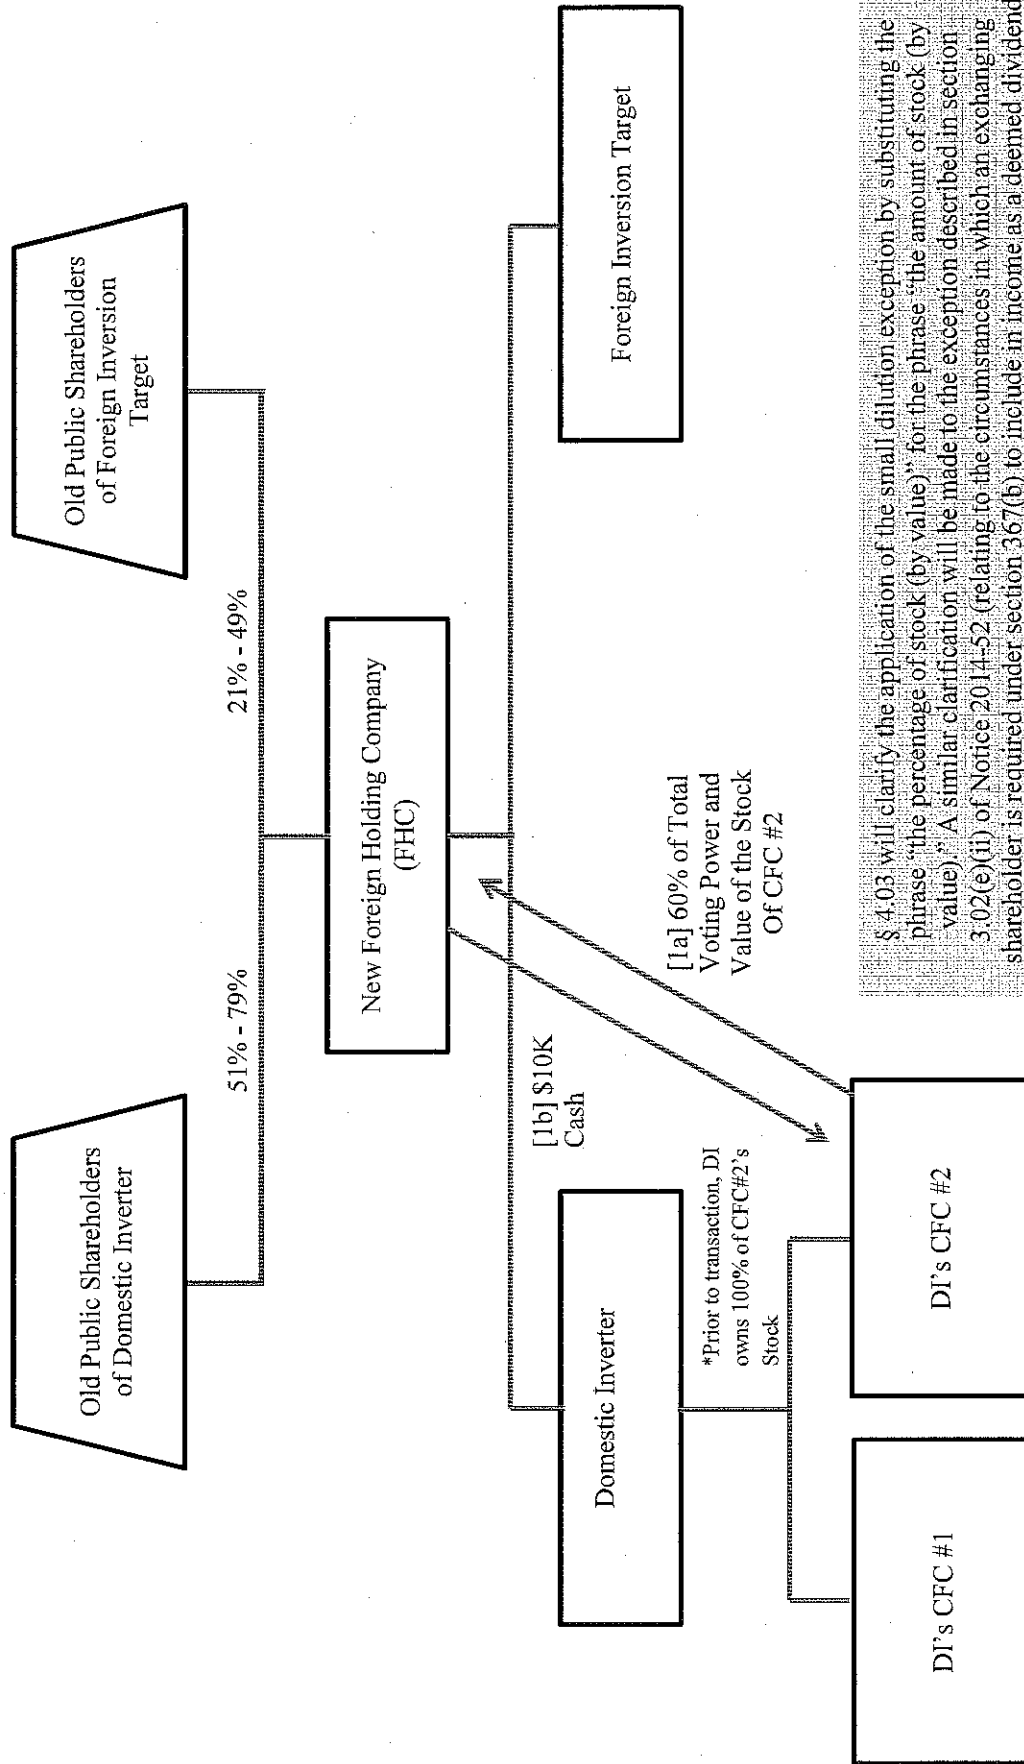 Old Public Shareholders
of Domestic Inverter
Old Public Shareholders
of Foreign Inversion
Target
51% - 79%
21% - 49%
New Foreign Holding Company
(FHC)
[1b] $10K
Cash
[1a] 60% of Total
Voting Power and
Value of the Stock
Of CFC #2
Domestic Inverter
Foreign Inversion Target
*Prior to transaction, DI
owns 100% of CFC#2's
Stock
DI's CFC #1
DI's CFC #2
§ 4.03 will clarify the application of the small dilution exception by substituting the
phrase “the percentage of stock (by value)” for the phrase “the amount of stock (by
value).” A similar clarification will be made to the exception described in section
3.02(e)(ii) of Notice 2014-52 (relating to the circumstances in which an exchanging
shareholder is required under section 367(b) to include in income as a deemed dividend